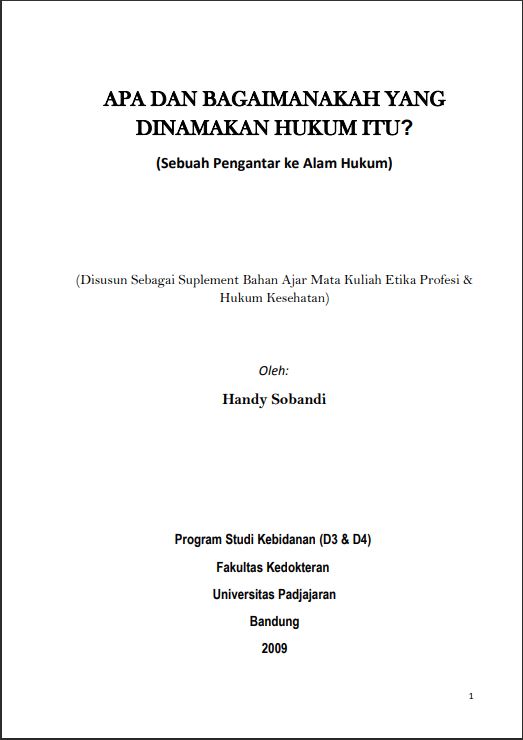 APA DAN BAGAIMANAKAH YANG
DINAMAKAN HUKUM ITU?
(Sebuah Pengantar ke Alam Hukum)
(Disusun Sebagai Suplement Bahan Ajar Mata Kuliah Etika Profesi &
Hukum Kesehatan)
Oleh:
Handy Sobandi
Program Studi Kebidanan (D3 & D4)
Fakultas Kedokteran
Universitas Padjajaran
Bandung
2009
1